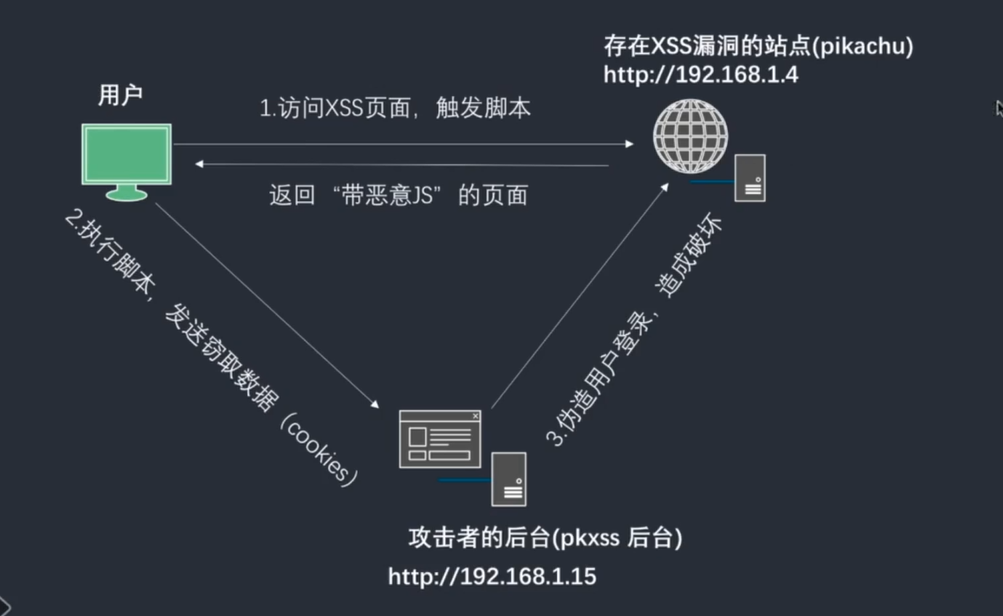 存在XSS漏洞的站点(pikachu)
http://192.168.1.4
用户
1.访问XSS页面，触发脚本
返回 “带恶意JS” 的页面
2.执行脚本，发送窃取数据（cookies）
3.伪造用户登录，造成破坏
攻击者的后台(pkxss 后台)
http://192.168.1.15